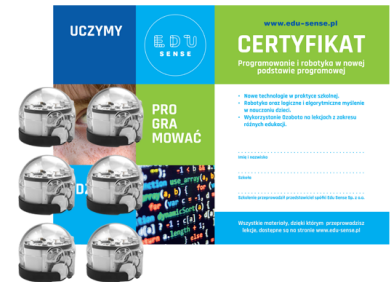 UCZYMY
EDU
SENSE
PRO
GRA
MOWAĆ
www.edu-sense.pl
CERTYFIKAT
Programowanie i robotyka w nowej
podstawie programowej
• Nowe technologie w praktyce szkolnej.
• Robotyka oraz logiczne i algorytmiczne myślenie
w nauczaniu dzieci.
• Wykorzystanie Ozobota na lekcjach z zakresu
różnych edukacji.
Imię i nazwisko
Szkoła
Szkolenie przeprowadził przedstawiciel spółki Edu Sense Sp. z o.o.
Wszystkie materiały, dzięki którym przeprowadzisz
lekcje, dostępne są na stronie www.edu-sense.pl